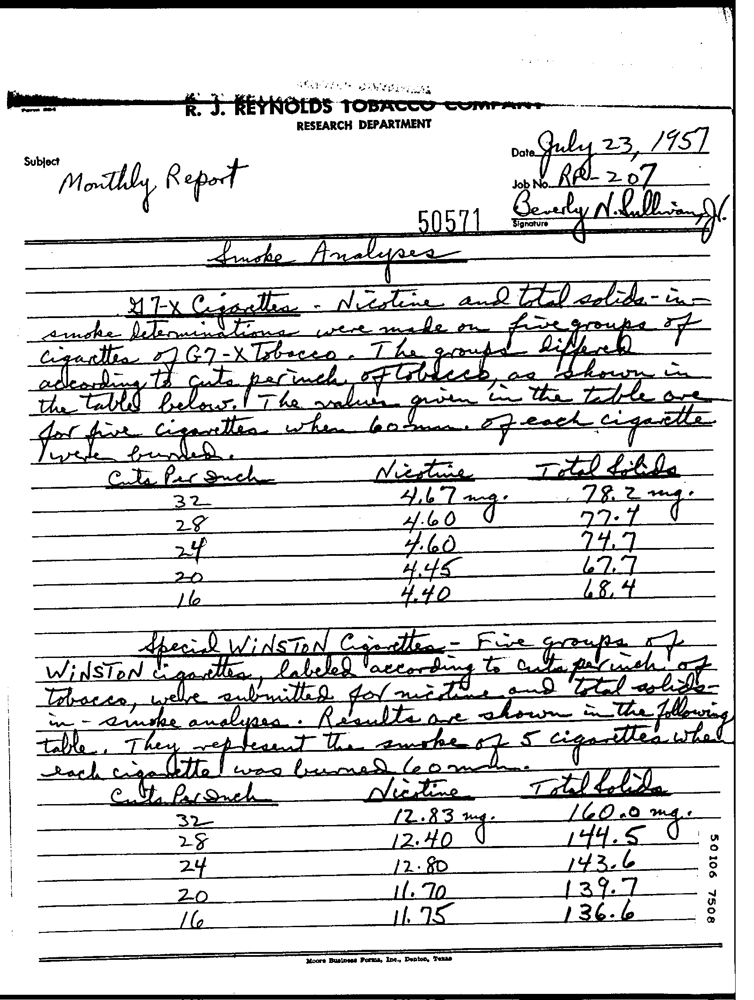 R. J. REYNOLDS TOBACCO COMPANY
RESEARCH DEPARTMENT
Subject Monthly Report
Date July 23, 1957
Job No. RR-207
Beverly N. Sullivan, Jr.
Signature
50571
Smoke Analyses
G7-X Cigarettes - Nicotine and total solids-in-
smoke determinations were made on five groups of
cigarettes of G7-X Tobacco. The groups differed
according to cuts per inch of tobacco, as shown in
the table below. The values given in the table are
for five cigarettes when 60 mm. of each cigarette
were burned.
Cuts Per Inch Nicotine Total Solids
32 4.67 mg. 78.2 mg.
28 4.60 77.4
24 4.60 74.7
20 4.45 67.7
16 4.40 68.4
Special WINSTON Cigarettes - Five groups of
WINSTON cigarettes, labeled according to cuts per inch of
tobacco, were submitted for nicotine and total solids-
in-smoke analyses. Results are shown in the following
table. They represent the smoke of 5 cigarettes when
each cigarette was burned 60 mm.
Cuts Per Inch Nicotine Total Solids
32 12.83 mg. 160.0 mg.
28 12.40 144.5
24 12.80 143.6
20 11.70 139.7
16 11.75 136.6
50106 7508
Moore Business Forms, Inc., Denton, Texas